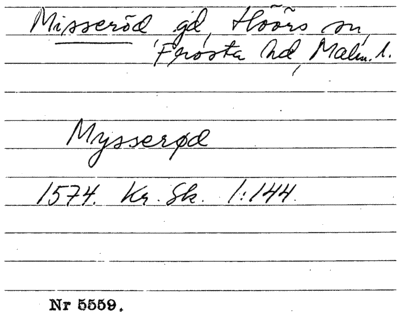 Misseröd, gd, Höörs sn,
Frosta hd, Malm. l.
Mysserød
1574. Kr. Sk. 1:144.
Nr 5559.